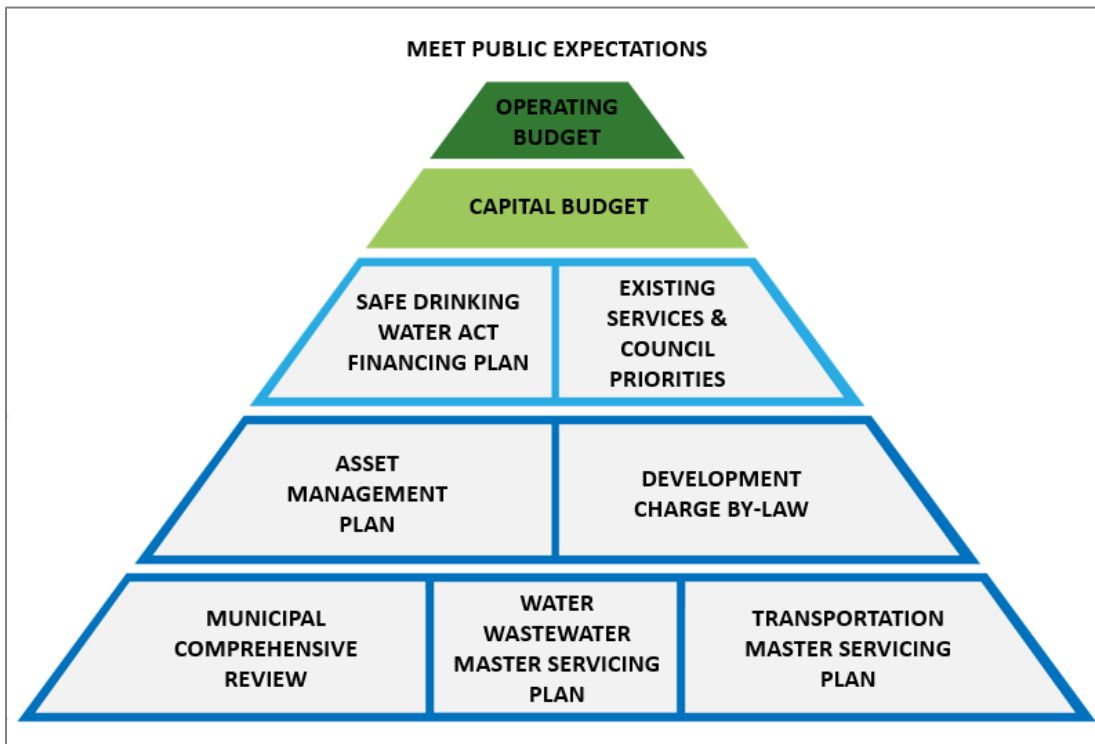 MEET PUBLIC EXPECTATIONS
OPERATING
BUDGET
CAPITAL BUDGET
SAFE DRINKING
WATER ACT
FINANCING PLAN
EXISTING
SERVICES &
COUNCIL
PRIORITIES
ASSET
MANAGEMENT
PLAN
DEVELOPMENT
CHARGE BY-LAW
MUNICIPAL
COMPREHENSIVE
REVIEW
WATER
WASTEWATER
MASTER SERVICING
PLAN
TRANSPORTATION
MASTER SERVICING
PLAN